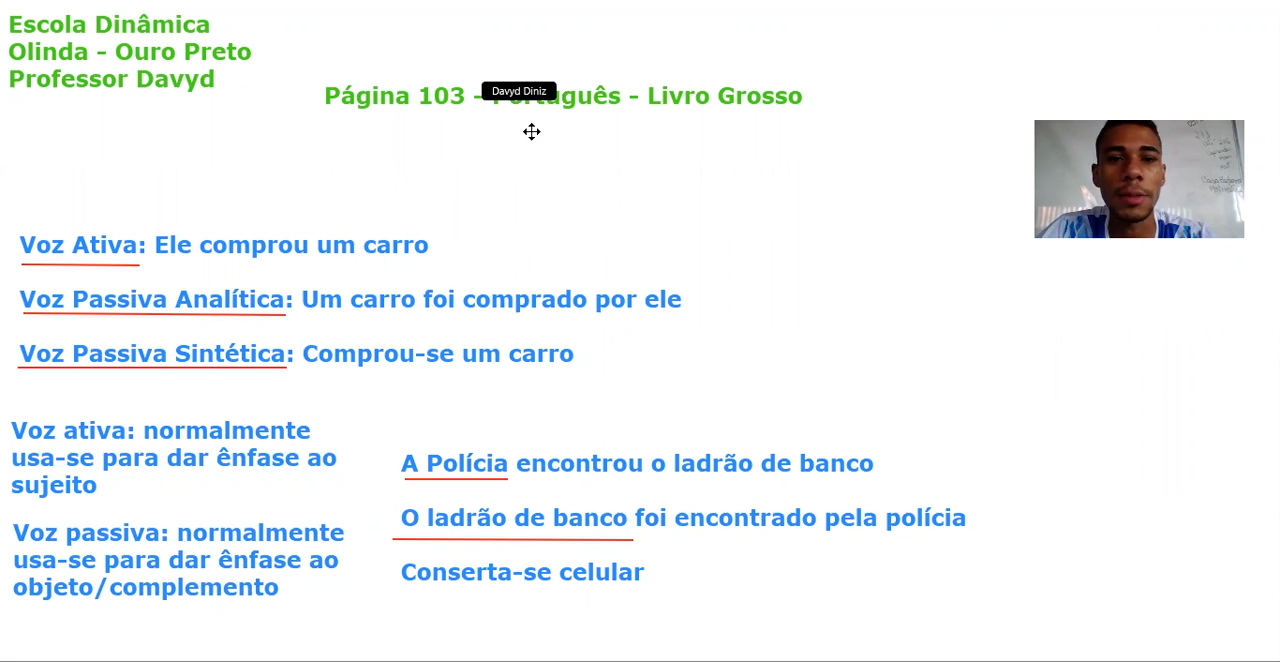 Escola Dinâmica
Olinda - Ouro Preto
Professor Davyd
Davyd Diniz
Página 103 - Português - Livro Grosso
Voz Ativa: Ele comprou um carro
Voz Passiva Analítica: Um carro foi comprado por ele
Voz Passiva Sintética: Comprou-se um carro
Voz ativa: normalmente
usa-se para dar ênfase ao
sujeito
Voz passiva: normalmente
usa-se para dar ênfase ao
objeto/complemento
A Polícia encontrou o ladrão de banco
O ladrão de banco foi encontrado pela polícia
Conserta-se celular